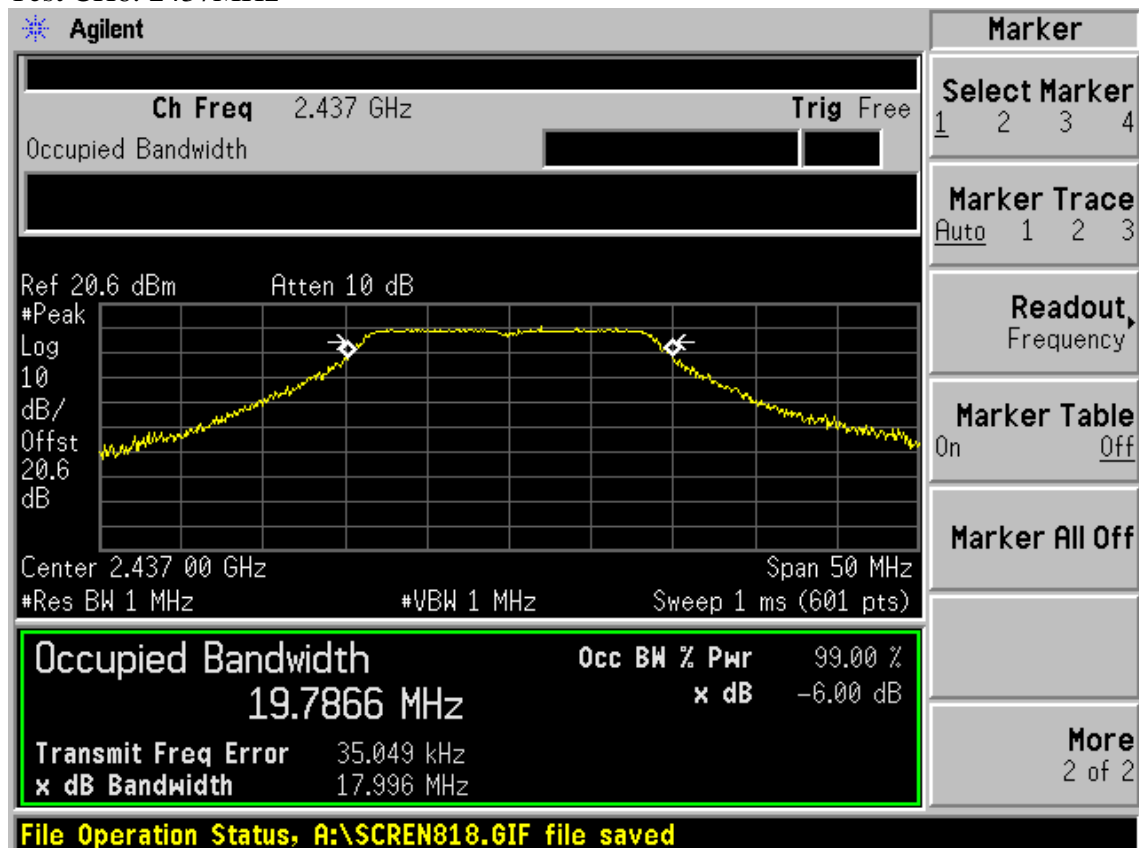 Agilent
Ch Freq 2.437 GHz Trig Free
Occupied Bandwidth
Ref 20.6 dBm Atten 10 dB
#Peak
Log
10
dB/
Offst
20.6
dB
Center 2.437 00 GHz Span 50 MHz
#Res BW 1 MHz #VBW 1 MHz Sweep 1 ms (601 pts)
Occupied Bandwidth Occ BW % Pwr 99.00 %
19.7866 MHz x dB -6.00 dB
Transmit Freq Error 35.049 kHz
x dB Bandwidth 17.996 MHz
File Operation Status, A:\SCREN818.GIF file saved
Marker
Select Marker
1 2 3 4
Marker Trace
Auto 1 2 3
Readout
Frequency
Marker Table
On Off
Marker All Off
More
2 of 2